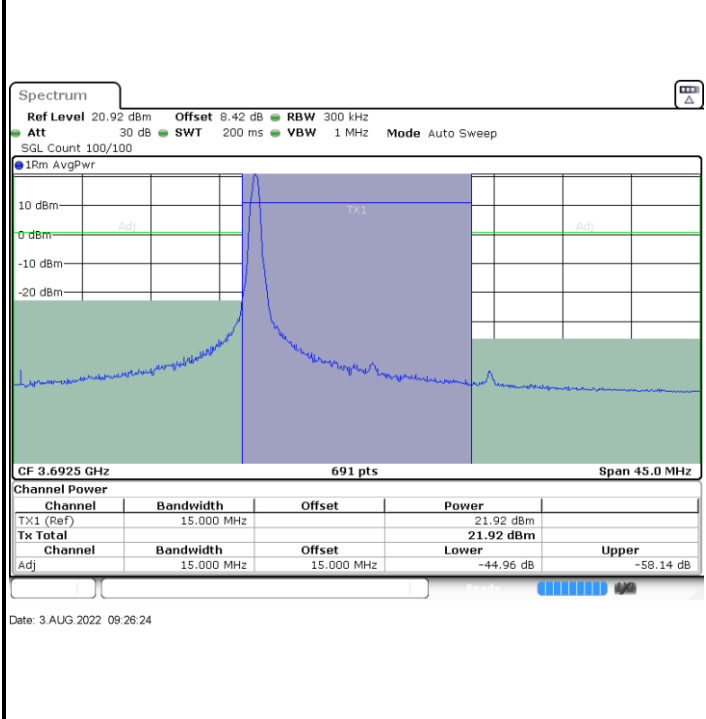 Spectrum
Ref Level 20.92 dBm Offset 8.42 dB RBW 300 kHz
Att 30 dB SWT 200 ms VBW 1 MHz Mode Auto Sweep
SGL Count 100/100
1Rm AvgPwr
10 dBm
TX1
Adj Adj
0 dBm
-10 dBm
-20 dBm
CF 3.6925 GHz 691 pts Span 45.0 MHz
Channel Power
Channel Bandwidth Offset Power
TX1 (Ref) 15.000 MHz 21.92 dBm
Tx Total 21.92 dBm
Channel Bandwidth Offset Lower Upper
Adj 15.000 MHz 15.000 MHz -44.96 dB -58.14 dB
Ready
Date: 3.AUG.2022 09:26:24